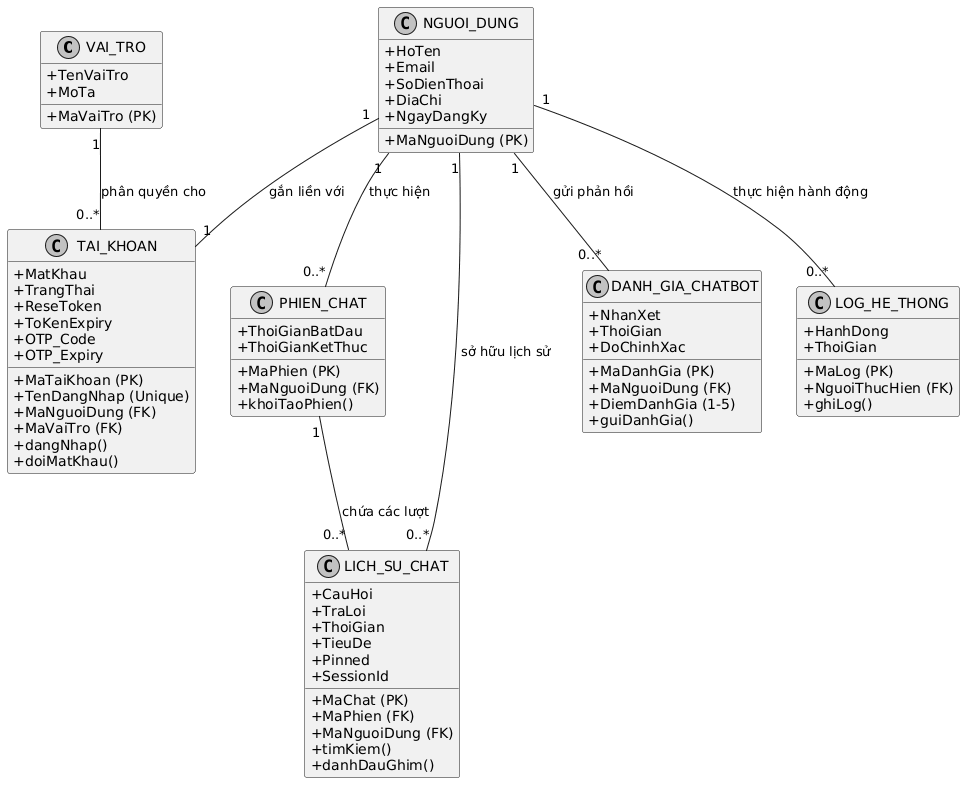 C VAI_TRO
+TenVaiTro
+MoTa
+MaVaiTro (PK)
C NGUOI_DUNG
+HoTen
+Email
+SoDienThoai
+DiaChi
+NgayDangKy
+MaNguoiDung (PK)
1
phân quyền cho
0..*
1
gắn liền với
1
1
thực hiện
0..*
1
sở hữu lịch sử
0..*
1
gửi phản hồi
0..*
1
thực hiện hành động
0..*
C TAI_KHOAN
+MatKhau
+TrangThai
+ReseToken
+ToKenExpiry
+OTP_Code
+OTP_Expiry
+MaTaiKhoan (PK)
+TenDangNhap (Unique)
+MaNguoiDung (FK)
+MaVaiTro (FK)
+dangNhap()
+doiMatKhau()
C PHIEN_CHAT
+ThoiGianBatDau
+ThoiGianKetThuc
+MaPhien (PK)
+MaNguoiDung (FK)
+khoiTaoPhien()
C DANH_GIA_CHATBOT
+NhanXet
+ThoiGian
+DoChinhXac
+MaDanhGia (PK)
+MaNguoiDung (FK)
+DiemDanhGia (1-5)
+guiDanhGia()
C LOG_HE_THONG
+HanhDong
+ThoiGian
+MaLog (PK)
+NguoiThucHien (FK)
+ghiLog()
1
chứa các lượt
0..*
C LICH_SU_CHAT
+CauHoi
+TraLoi
+ThoiGian
+TieuDe
+Pinned
+SessionId
+MaChat (PK)
+MaPhien (FK)
+MaNguoiDung (FK)
+timKiem()
+danhDauGhim()